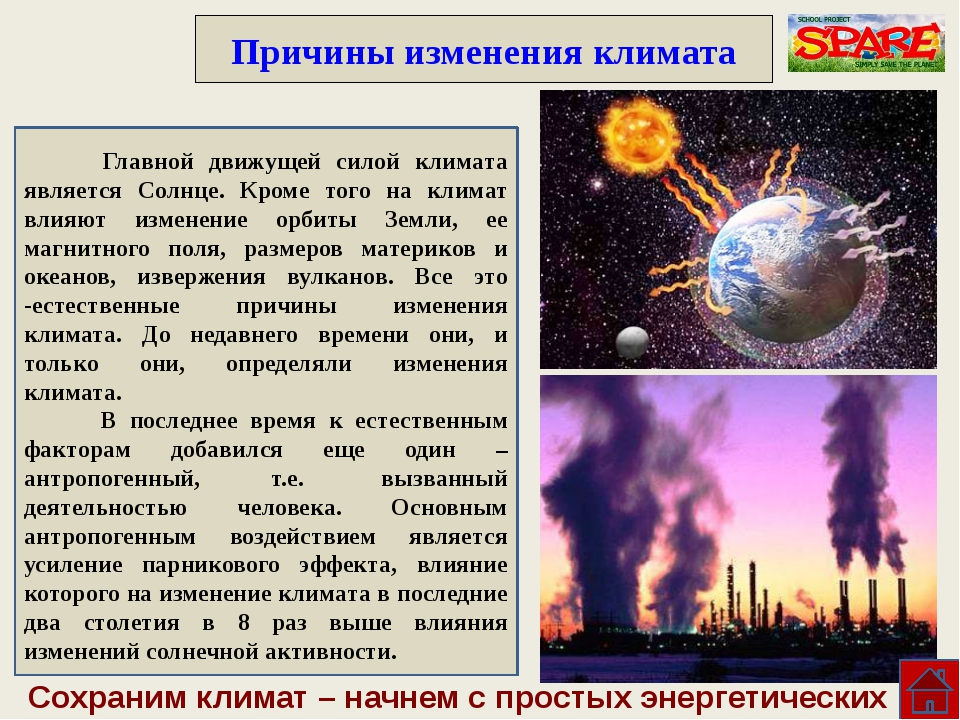 Причины изменения климата
SCHOOL PROJECT
SPARE
SIMPLY SAVE THE PLANET
Главной движущей силой климата
является Солнце. Кроме того на климат
влияют изменение орбиты Земли, ее
магнитного поля, размеров материков и
океанов, извержения вулканов. Все это
-естественные причины изменения
климата. До недавнего времени они, и
только они, определяли изменения
климата.
В последнее время к естественным
факторам добавился еще один –
антропогенный, т.е. вызванный
деятельностью человека. Основным
антропогенным воздействием является
усиление парникового эффекта, влияние
которого на изменение климата в последние
два столетия в 8 раз выше влияния
изменений солнечной активности.
Сохраним климат – начнем с простых энергетических